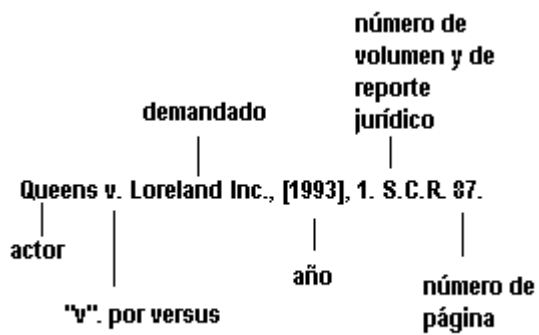 número de
volumen y de
reporte
jurídico
demandado
Queens v. Loreland Inc., [1993], 1. S.C.R. 87.
actor
año
número de
página
"v". por versus